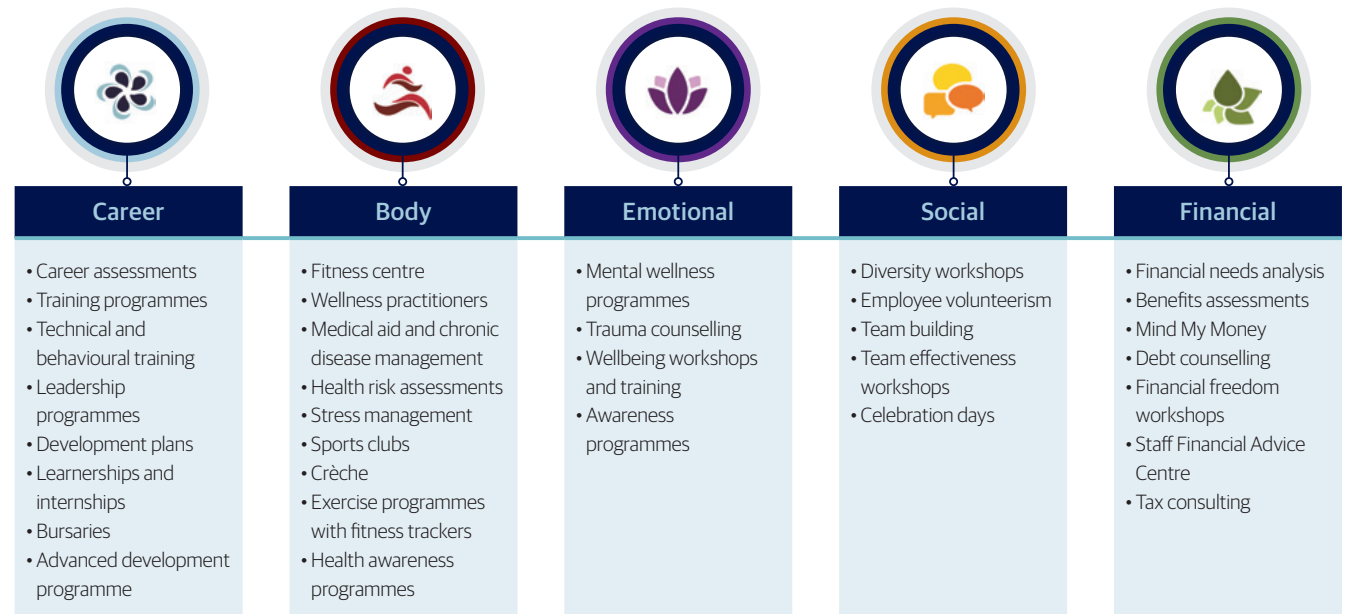 Career
• Career assessments
• Training programmes
• Technical and
behavioural training
• Leadership
programmes
• Development plans
• Learnerships and
internships
• Bursaries
• Advanced development
programme
Body
• Fitness centre
• Wellness practitioners
• Medical aid and chronic
disease management
• Health risk assessments
• Stress management
• Sports clubs
• Crèche
• Exercise programmes
with fitness trackers
• Health awareness
programmes
Emotional
• Mental wellness
programmes
• Trauma counselling
• Wellbeing workshops
and training
• Awareness
programmes
Social
• Diversity workshops
• Employee volunteerism
• Team building
• Team effectiveness
workshops
• Celebration days
Financial
• Financial needs analysis
• Benefits assessments
• Mind My Money
• Debt counselling
• Financial freedom
workshops
• Staff Financial Advice
Centre
• Tax consulting